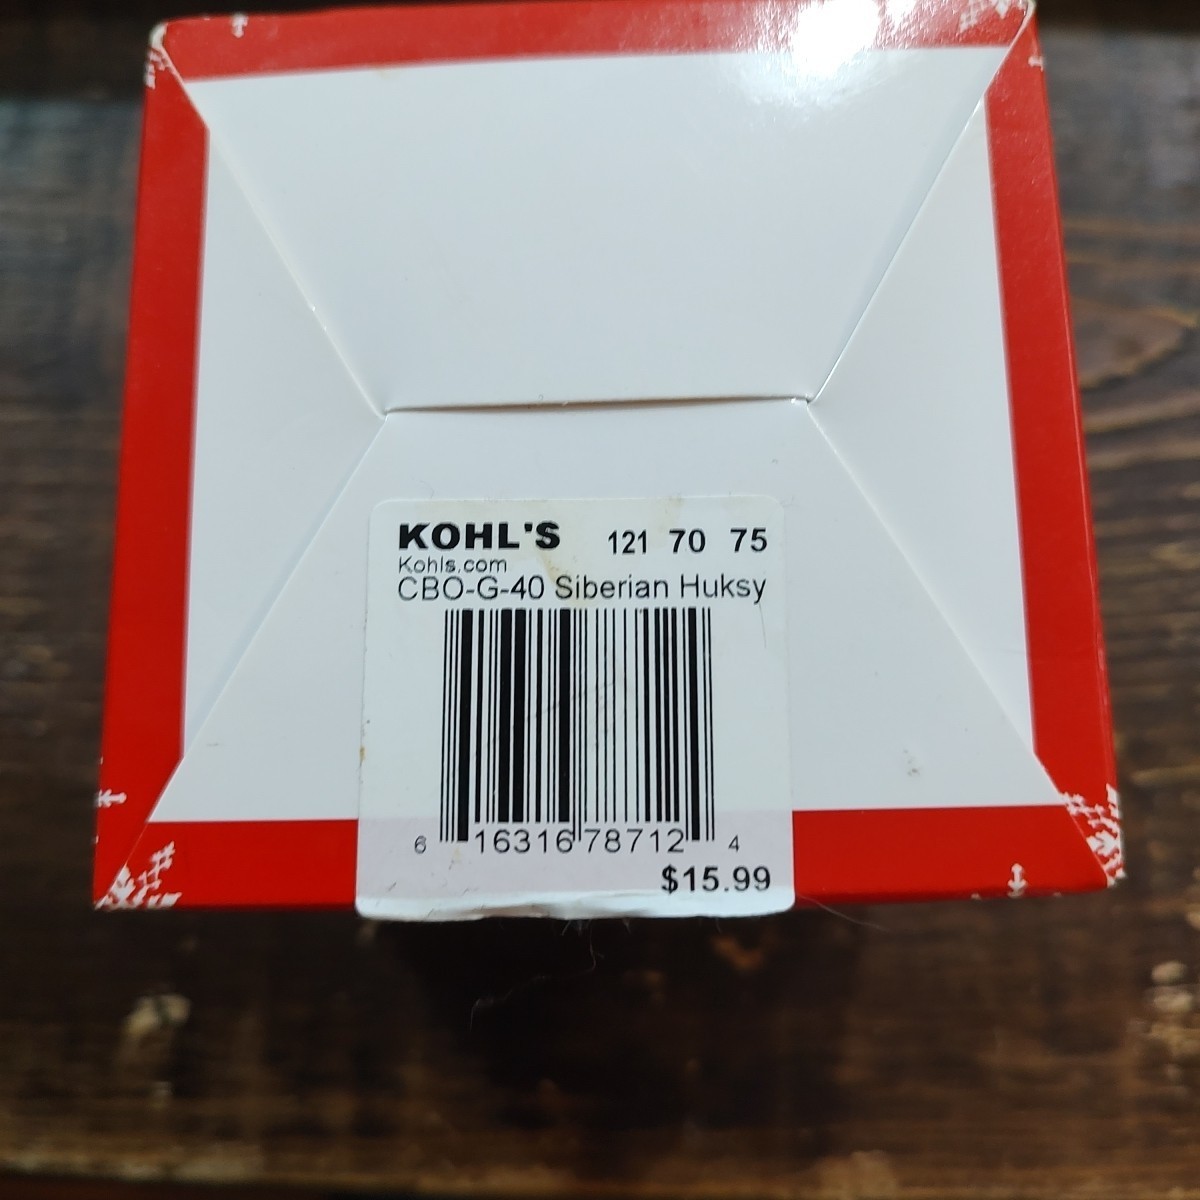 KOHL'S 121 70 75
Kohls.com
CBO-G-40 Siberian Huksy
6 16316 78712 4
$15.99